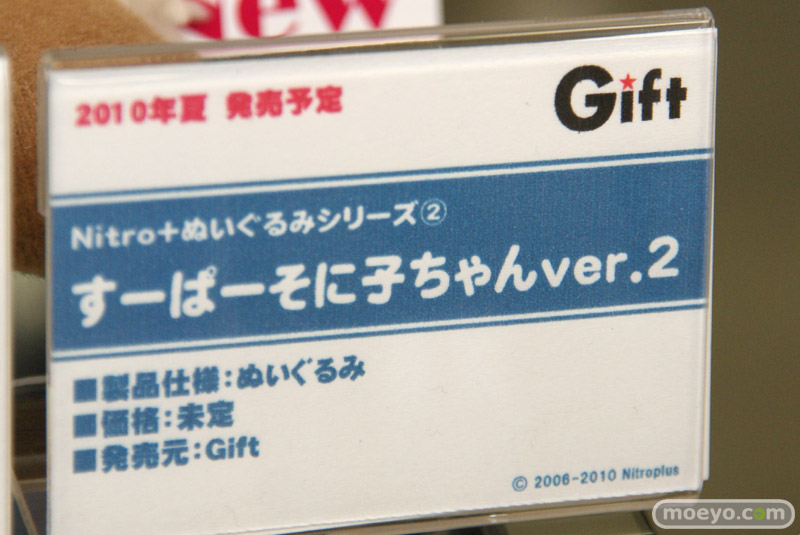 new
2010年夏 発売予定
Gift
Nitro+ぬいぐるみシリーズ②
すーぱーそに子ちゃんver.2
■製品仕様:ぬいぐるみ
■価格:未定
■発売元:Gift
© 2006-2010 Nitroplus
moeyo.com